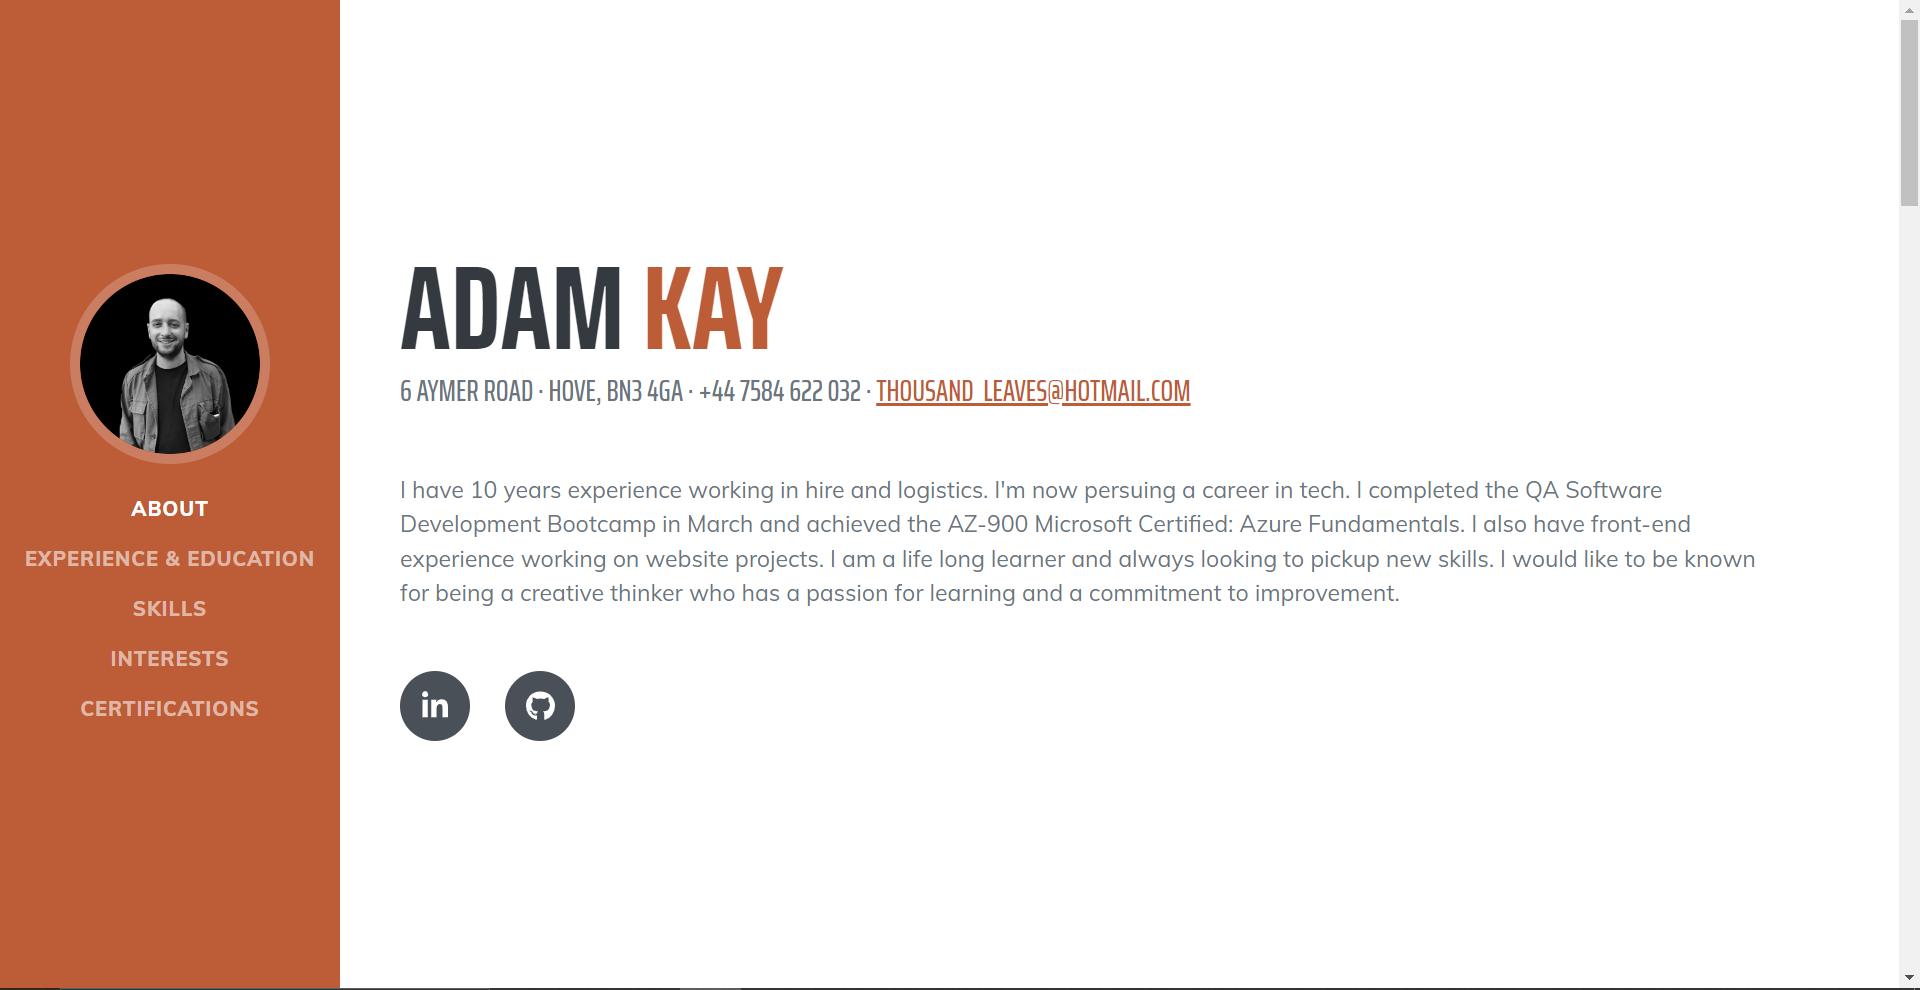 ABOUT
EXPERIENCE & EDUCATION
SKILLS
INTERESTS
CERTIFICATIONS
ADAM KAY
6 AYMER ROAD · HOVE, BN3 4GA · +44 7584 622 032 · THOUSAND_LEAVES@HOTMAIL.COM
I have 10 years experience working in hire and logistics. I'm now persuing a career in tech. I completed the QA Software
Development Bootcamp in March and achieved the AZ-900 Microsoft Certified: Azure Fundamentals. I also have front-end
experience working on website projects. I am a life long learner and always looking to pickup new skills. I would like to be known
for being a creative thinker who has a passion for learning and a commitment to improvement.
in